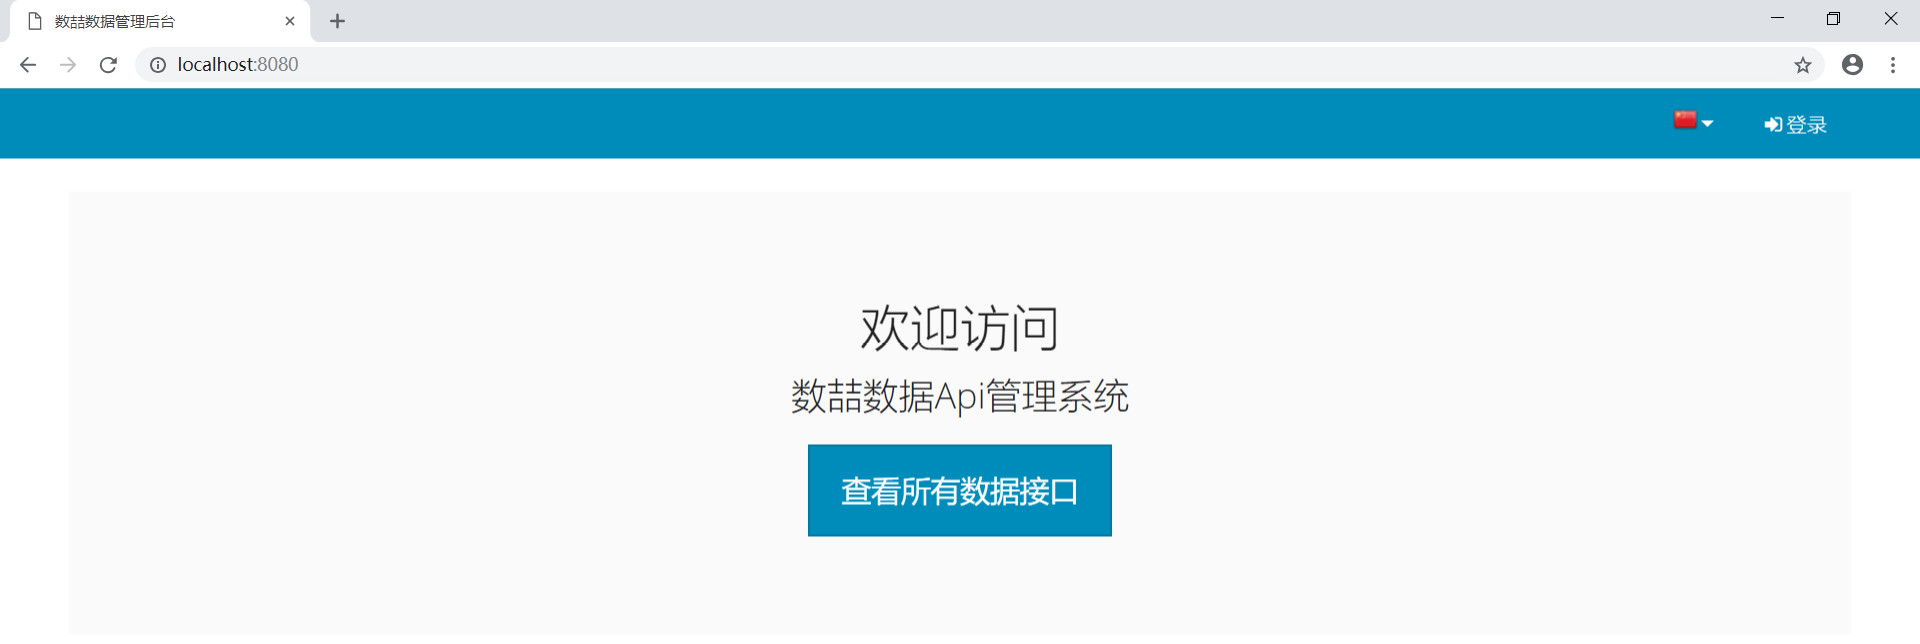 数喆数据管理后台
localhost:8080
登录
欢迎访问
数喆数据Api管理系统
查看所有数据接口